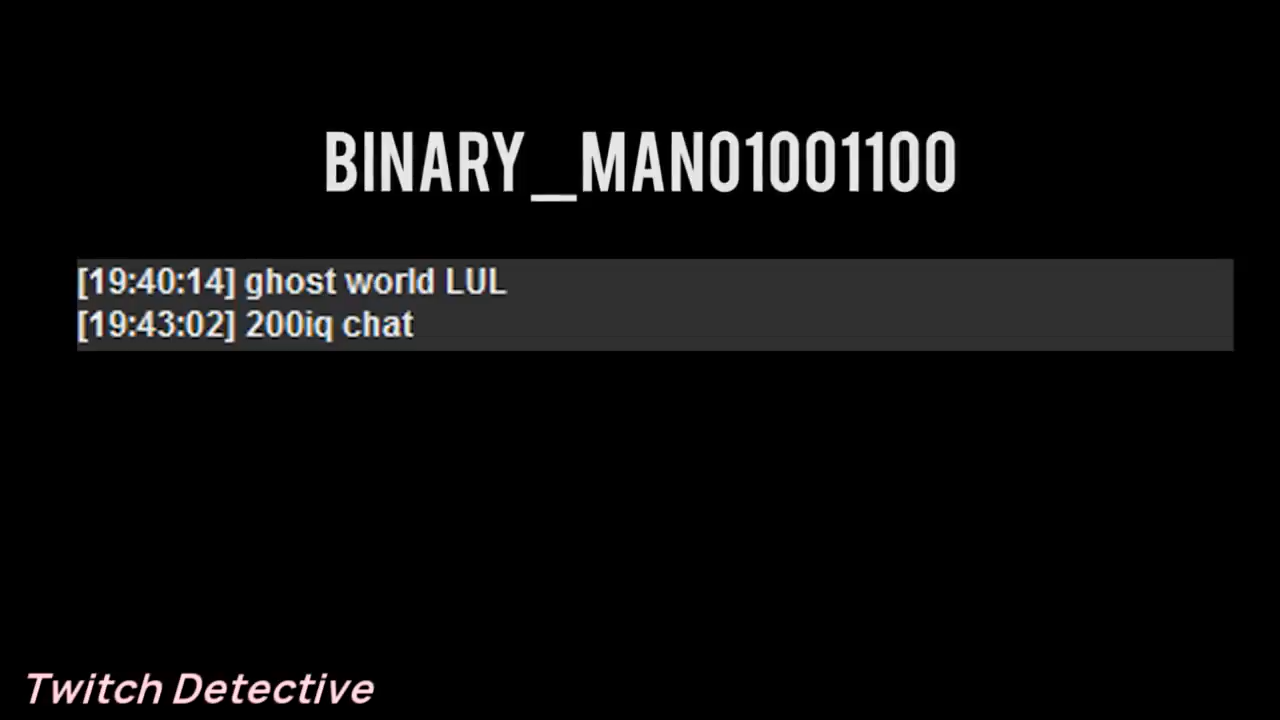 BINARY_MAN01001100
[19:40:14] ghost world LUL
[19:43:02] 200iq chat
Twitch Detective